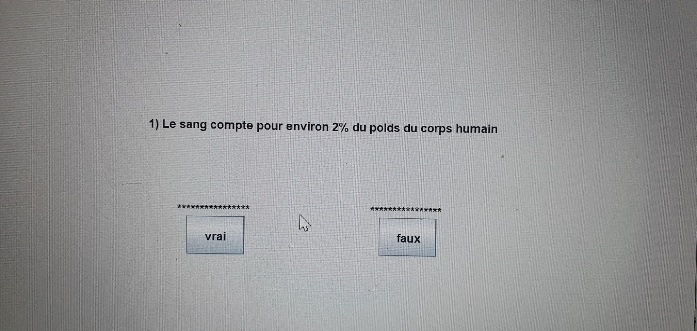 1) Le sang compte pour environ 2% du poids du corps humain
**************** ****************
vrai faux